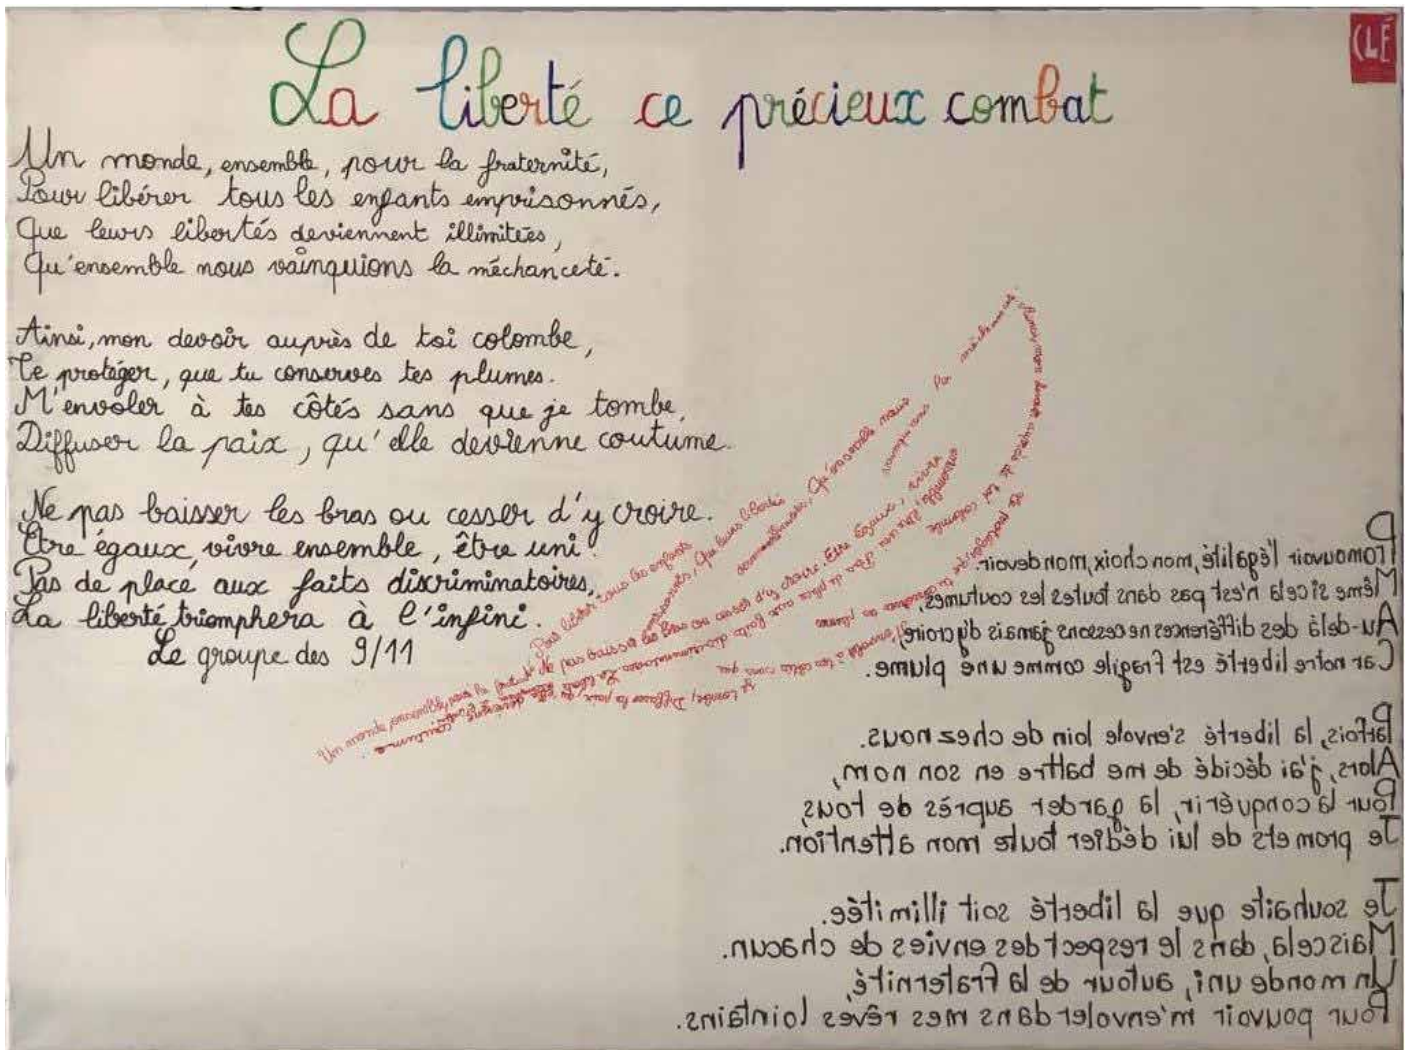 CLÉ
La liberté ce précieux combat
Un monde, ensemble, pour la fraternité,
Pour libérer tous les enfants emprisonnés,
Que leurs libertés deviennent illimitées,
Qu'ensemble nous vainquions la méchanceté.
Ainsi, mon devoir auprès de toi colombe,
Te protéger, que tu conserves tes plumes.
M'envoler à tes côtés sans que je tombe,
Diffuser la paix, qu'elle devienne coutume.
Ne pas baisser les bras ou cesser d'y croire.
Être égaux, vivre ensemble, être uni.
Pas de place aux faits discriminatoires,
La liberté triomphera à l'infini.
Le groupe des 9/11
Promouvoir l'égalité, mon choix, mon devoir.
Même si cela n'est pas dans toutes les coutumes,
Au-delà des différences ne cessons jamais d'y croire,
Car notre liberté est fragile comme une plume.
Parfois, la liberté s'envole loin de chez nous.
Alors, j'ai décidé de me battre en son nom,
Pour la conquérir, la garder auprès de tous,
Je promets de lui dédier toute mon attention.
Je souhaite que la liberté soit illimitée.
Mais cela, dans le respect des envies de chacun.
Un monde uni, autour de la fraternité,
Pour pouvoir m'envoler dans mes rêves lointains.